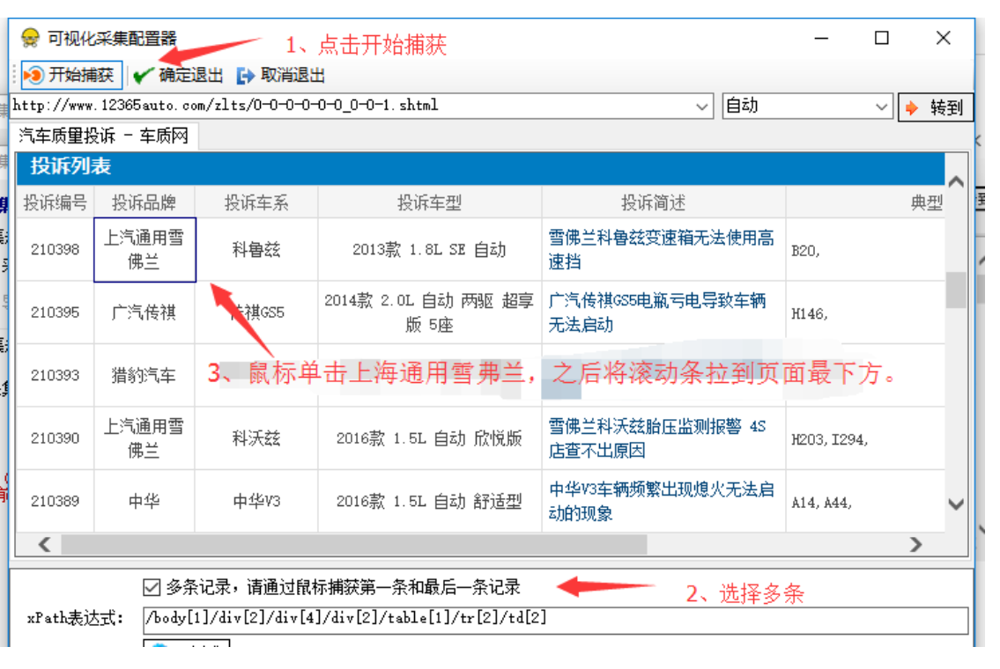 可视化采集配置器
1、点击开始捕获
开始捕获 确定退出 取消退出
http://www.12365auto.com/zlts/0-0-0-0-0-0_0-0-1.shtml 自动 转到
汽车质量投诉 - 车质网
投诉列表
投诉编号 投诉品牌 投诉车系 投诉车型 投诉简述 典型
210398 上汽通用雪佛兰 科鲁兹 2013款 1.8L SE 自动 雪佛兰科鲁兹变速箱无法使用高速挡 B20,
210395 广汽传祺 传祺GS5 2014款 2.0L 自动 两驱 超享版 5座 广汽传祺GS5电瓶亏电导致车辆无法启动 H146,
210393 猎豹汽车
3、鼠标单击上海通用雪弗兰，之后将滚动条拉到页面最下方。
210390 上汽通用雪佛兰 科沃兹 2016款 1.5L 自动 欣悦版 雪佛兰科沃兹胎压监测报警 4S店查不出原因 H203, I294,
210389 中华 中华V3 2016款 1.5L 自动 舒适型 中华V3车辆频繁出现熄火无法启动的现象 A14, A44,
多条记录，请通过鼠标捕获第一条和最后一条记录
2、选择多条
xPath表达式: /body[1]/div[2]/div[4]/div[2]/table[1]/tr[2]/td[2]